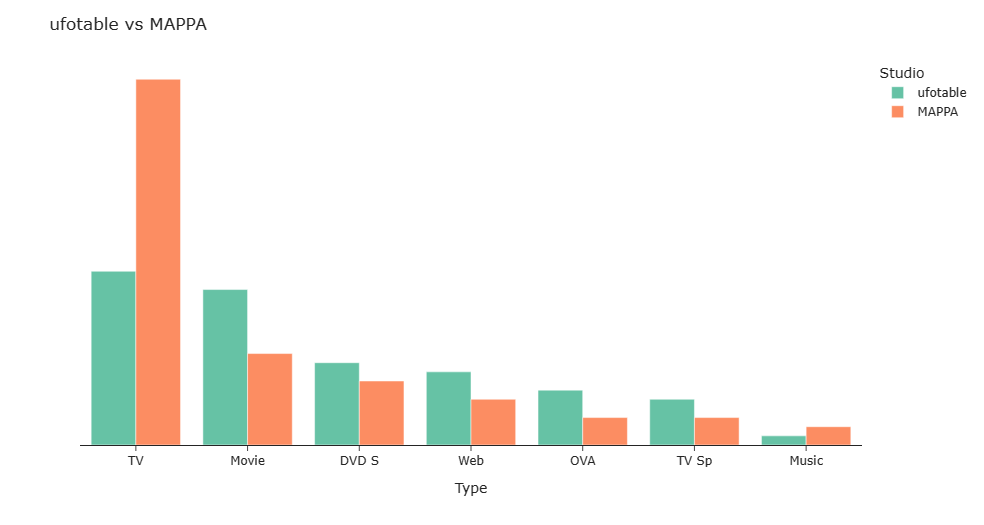 ufotable vs MAPPA
Studio
ufotable
MAPPA
TV
Movie
DVD S
Web
OVA
TV Sp
Music
Type